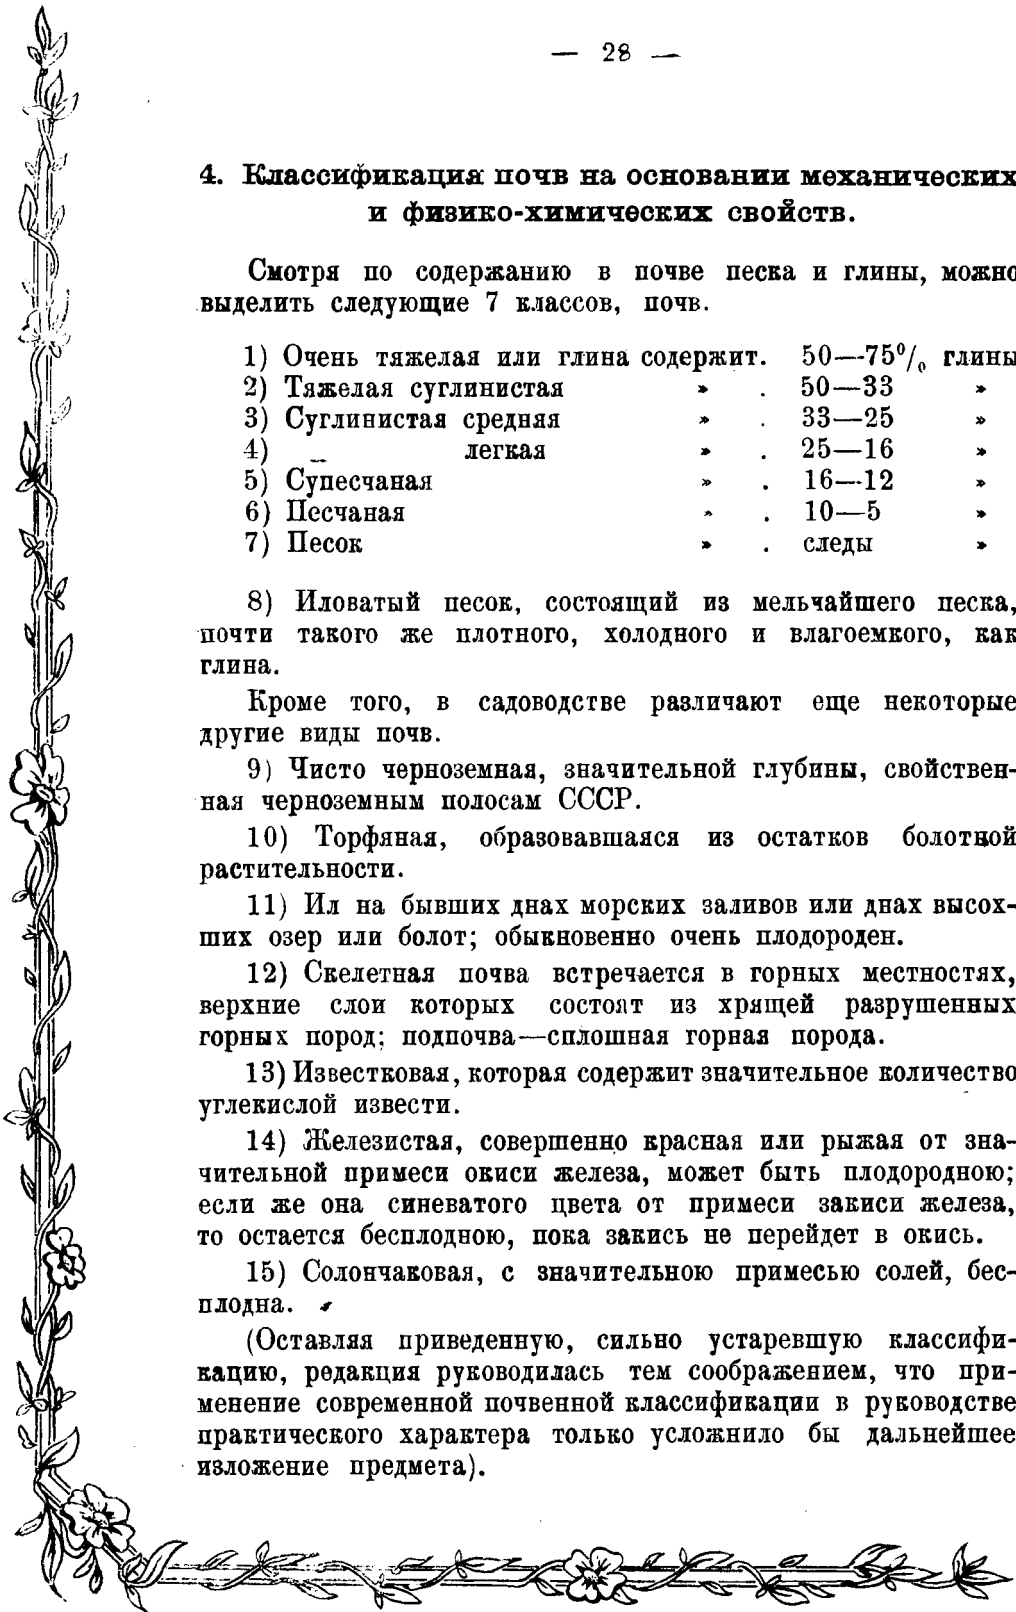 — 28 —
4. Классификация почв на основании механических
и физико-химических свойств.
Смотря по содержанию в почве песка и глины, можно
выделить следующие 7 классов, почв.
1) Очень тяжелая или глина содержит. 50—75% глины
2) Тяжелая суглинистая » . 50—33 »
3) Суглинистая средняя » . 33—25 »
4) „ легкая » . 25—16 »
5) Супесчаная » . 16—12 »
6) Песчаная » . 10—5 »
7) Песок » . следы »
8) Иловатый песок, состоящий из мельчайшего песка,
почти такого же плотного, холодного и влагоемкого, как
глина.
Кроме того, в садоводстве различают еще некоторые
другие виды почв.
9) Чисто черноземная, значительной глубины, свойствен-
ная черноземным полосам СССР.
10) Торфяная, образовавшаяся из остатков болотной
растительности.
11) Ил на бывших днах морских заливов или днах высох-
ших озер или болот; обыкновенно очень плодороден.
12) Скелетная почва встречается в горных местностях,
верхние слои которых состоят из хрящей разрушенных
горных пород; подпочва—сплошная горная порода.
13) Известковая, которая содержит значительное количество
углекислой извести.
14) Железистая, совершенно красная или рыжая от зна-
чительной примеси окиси железа, может быть плодородною;
если же она синеватого цвета от примеси закиси железа,
то остается бесплодною, пока закись не перейдет в окись.
15) Солончаковая, с значительною примесью солей, бес-
плодна.
(Оставляя приведенную, сильно устаревшую классифи-
кацию, редакция руководилась тем соображением, что при-
менение современной почвенной классификации в руководстве
практического характера только усложнило бы дальнейшее
изложение предмета).